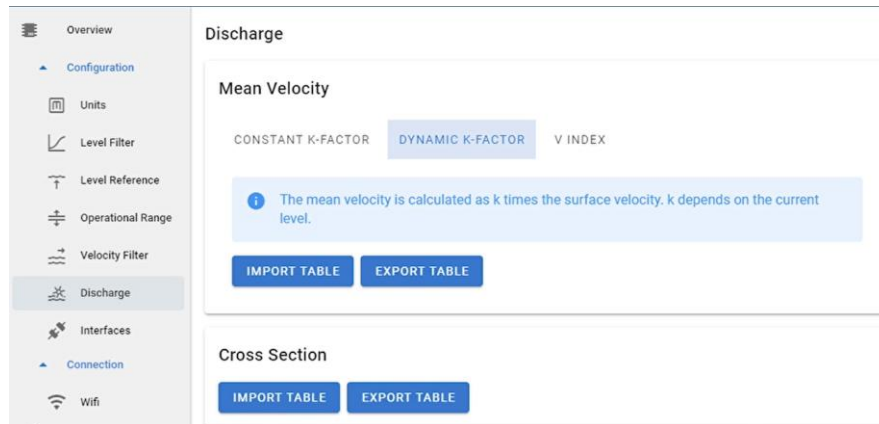 Overview
Configuration
Units
Level Filter
Level Reference
Operational Range
Velocity Filter
Discharge
Interfaces
Connection
Wifi
Discharge
Mean Velocity
CONSTANT K-FACTOR DYNAMIC K-FACTOR V INDEX
The mean velocity is calculated as k times the surface velocity. k depends on the current
level.
IMPORT TABLE EXPORT TABLE
Cross Section
IMPORT TABLE EXPORT TABLE